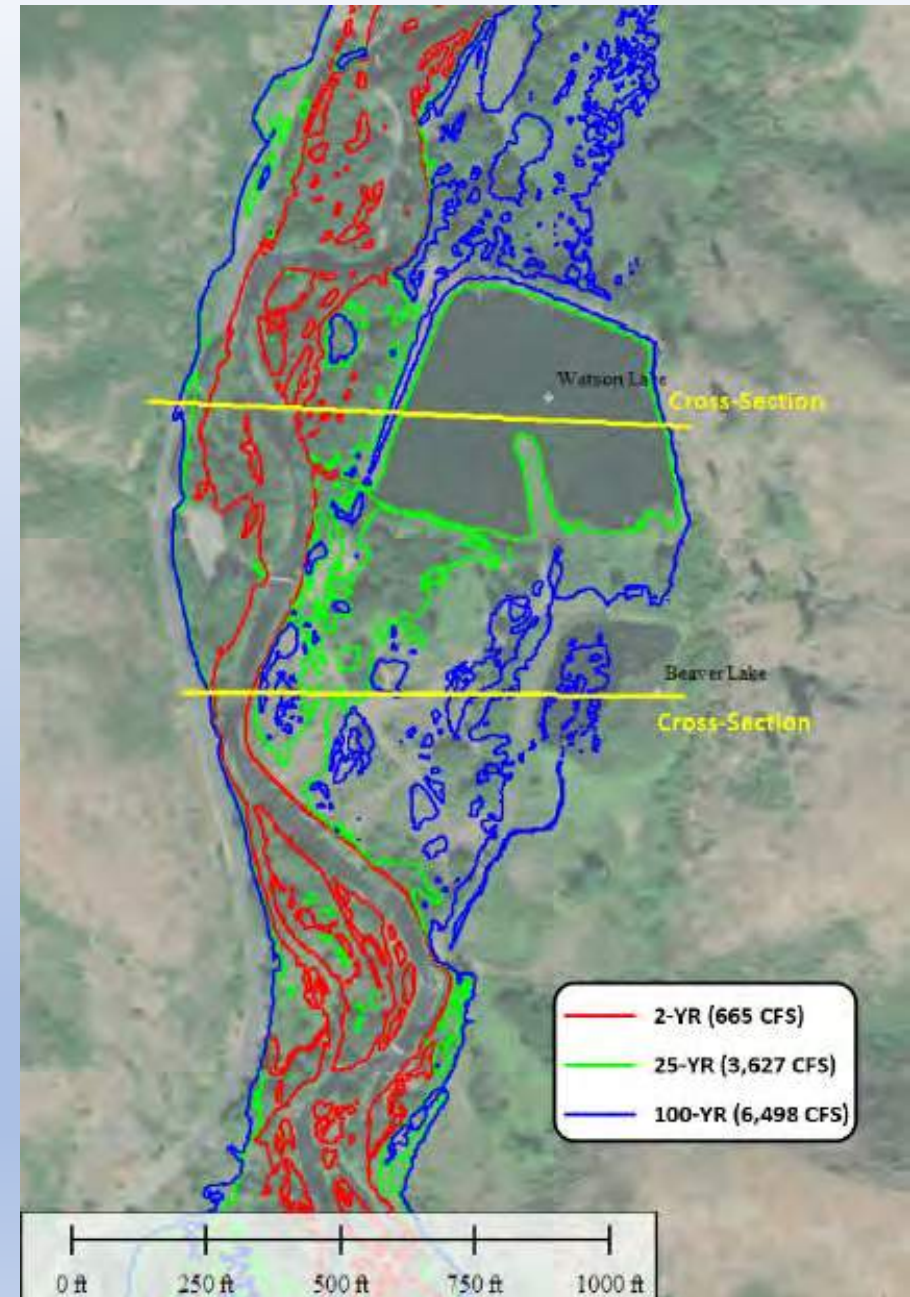 Watson Lake
Cross-Section
Beaver Lake
Cross-Section
2-YR (665 CFS)
25-YR (3,627 CFS)
100-YR (6,498 CFS)
0 ft 250 ft 500 ft 750 ft 1000 ft